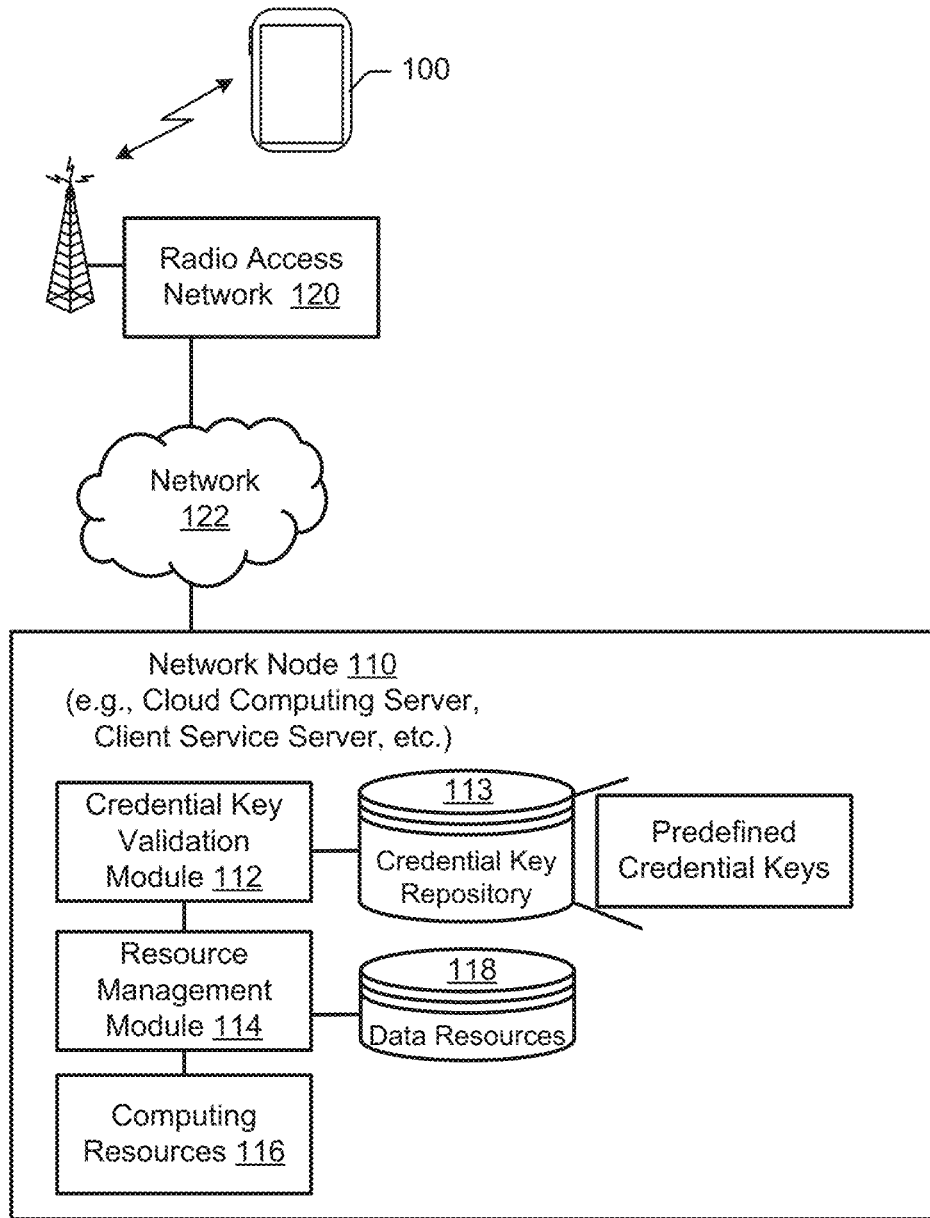 100
Radio Access
Network 120
Network
122
Network Node 110
(e.g., Cloud Computing Server,
Client Service Server, etc.)
Credential Key
Validation
Module 112
113
Credential Key
Repository
Predefined
Credential Keys
Resource
Management
Module 114
118
Data Resources
Computing
Resources 116